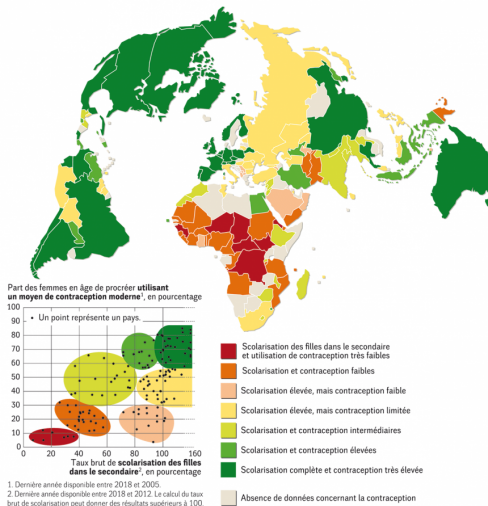 Part des femmes en âge de procréer utilisant
un moyen de contraception moderne¹, en pourcentage
100
90
• Un point représente un pays.
80
70
60
50
40
30
20
10
0
0 20 40 60 80 100 160
Taux brut de scolarisation des filles
dans le secondaire², en pourcentage
1. Dernière année disponible entre 2018 et 2005.
2. Dernière année disponible entre 2018 et 2012. Le calcul du taux
brut de scolarisation peut donner des résultats supérieurs à 100.
Scolarisation des filles dans le secondaire
et utilisation de contraception très faibles
Scolarisation et contraception faibles
Scolarisation élevée, mais contraception faible
Scolarisation élevée, mais contraception limitée
Scolarisation et contraception intermédiaires
Scolarisation et contraception élevées
Scolarisation complète et contraception très élevée
Absence de données concernant la contraception